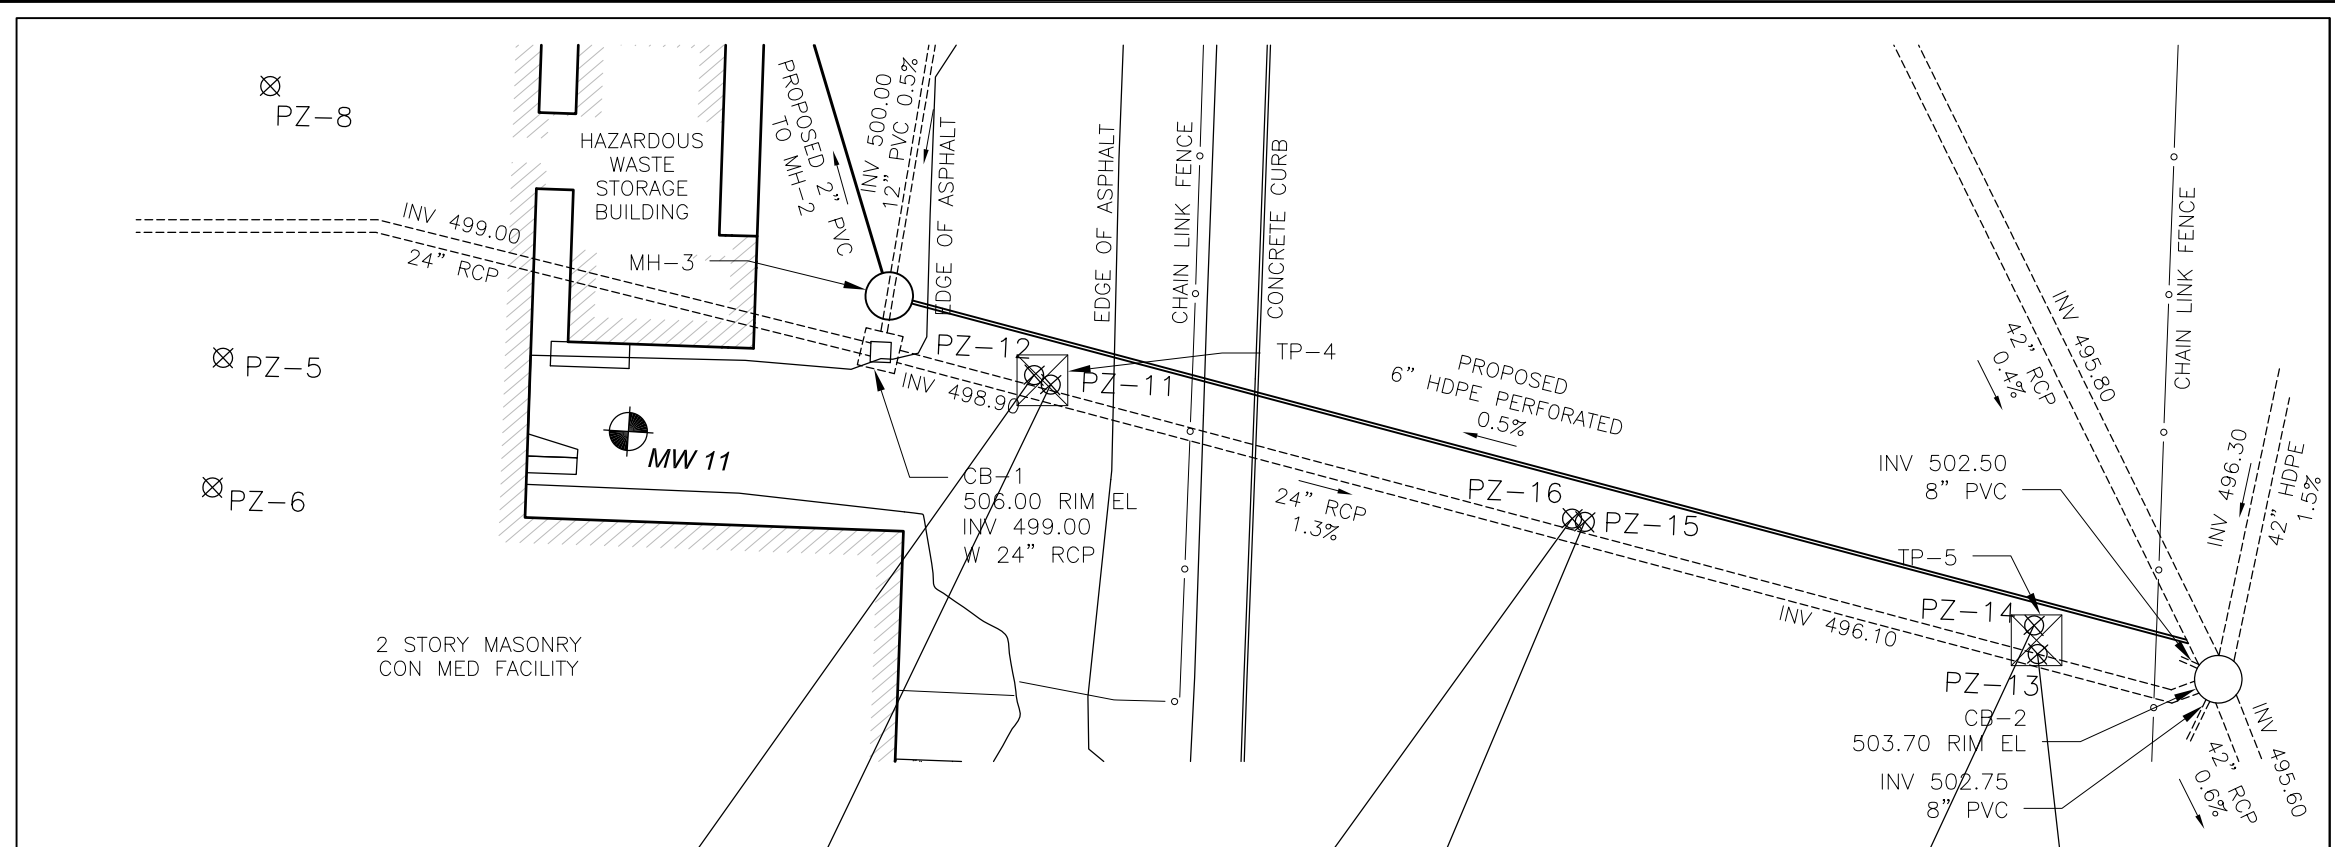 PZ-8
HAZARDOUS
WASTE
STORAGE
BUILDING
PROPOSED 2" PVC
TO MH-2
INV 500.00
12" PVC 0.5%
EDGE OF ASPHALT
EDGE OF ASPHALT
CHAIN LINK FENCE
CONCRETE CURB
CHAIN LINK FENCE
INV 499.00
24" RCP
MH-3
PZ-12
TP-4
PZ-11
INV 498.90
PROPOSED
6" HDPE PERFORATED
0.5%
INV 495.80
42" RCP
0.4%
PZ-5
MW 11
PZ-6
CB-1
506.00 RIM EL
INV 499.00
W 24" RCP
24" RCP
1.3%
PZ-16
PZ-15
INV 502.50
8" PVC
INV 496.30
42" HDPE
1.5%
TP-5
PZ-14
INV 496.10
PZ-13
2 STORY MASONRY
CON MED FACILITY
CB-2
503.70 RIM EL
INV 502.75
8" PVC
42" RCP
0.6%
INV 495.60